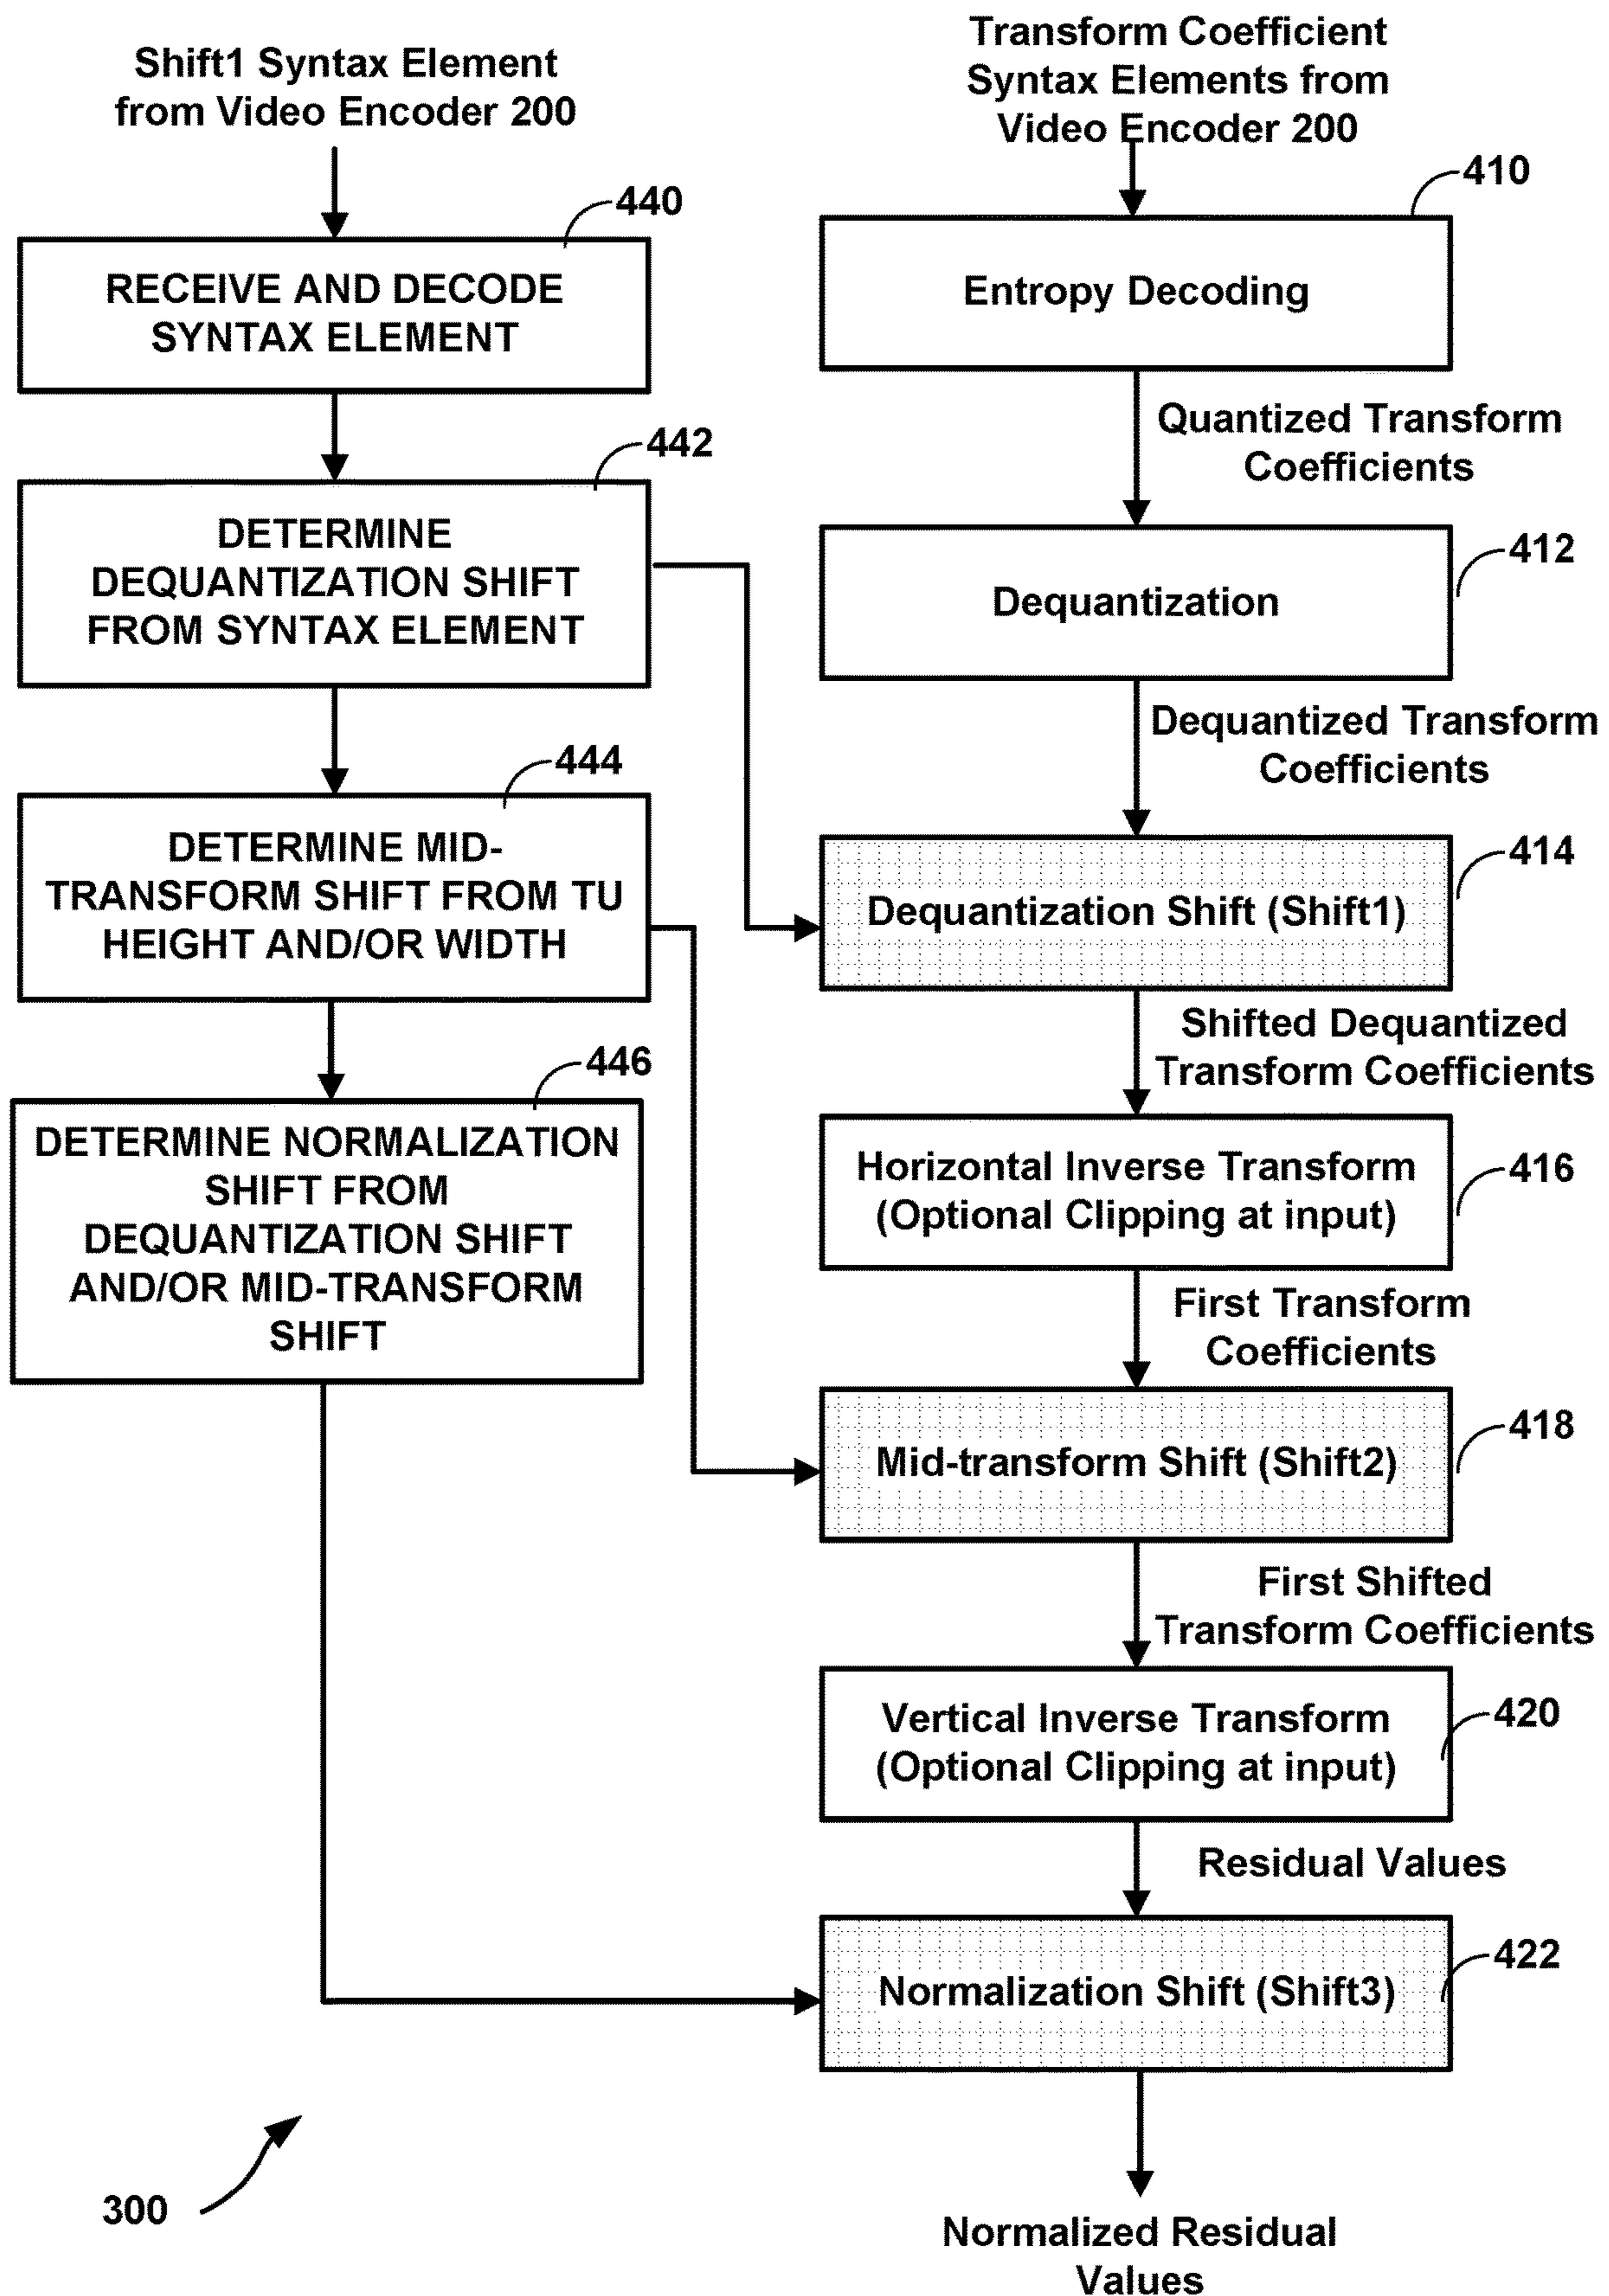 Shift1 Syntax Element
from Video Encoder 200
440
RECEIVE AND DECODE
SYNTAX ELEMENT
442
DETERMINE
DEQUANTIZATION SHIFT
FROM SYNTAX ELEMENT
444
DETERMINE MID-
TRANSFORM SHIFT FROM TU
HEIGHT AND/OR WIDTH
446
DETERMINE NORMALIZATION
SHIFT FROM
DEQUANTIZATION SHIFT
AND/OR MID-TRANSFORM
SHIFT
300
Transform Coefficient
Syntax Elements from
Video Encoder 200
410
Entropy Decoding
Quantized Transform
Coefficients
412
Dequantization
Dequantized Transform
Coefficients
414
Dequantization Shift (Shift1)
Shifted Dequantized
Transform Coefficients
Horizontal Inverse Transform
(Optional Clipping at input)
416
First Transform
Coefficients
418
Mid-transform Shift (Shift2)
First Shifted
Transform Coefficients
Vertical Inverse Transform
(Optional Clipping at input)
420
Residual Values
422
Normalization Shift (Shift3)
Normalized Residual
Values